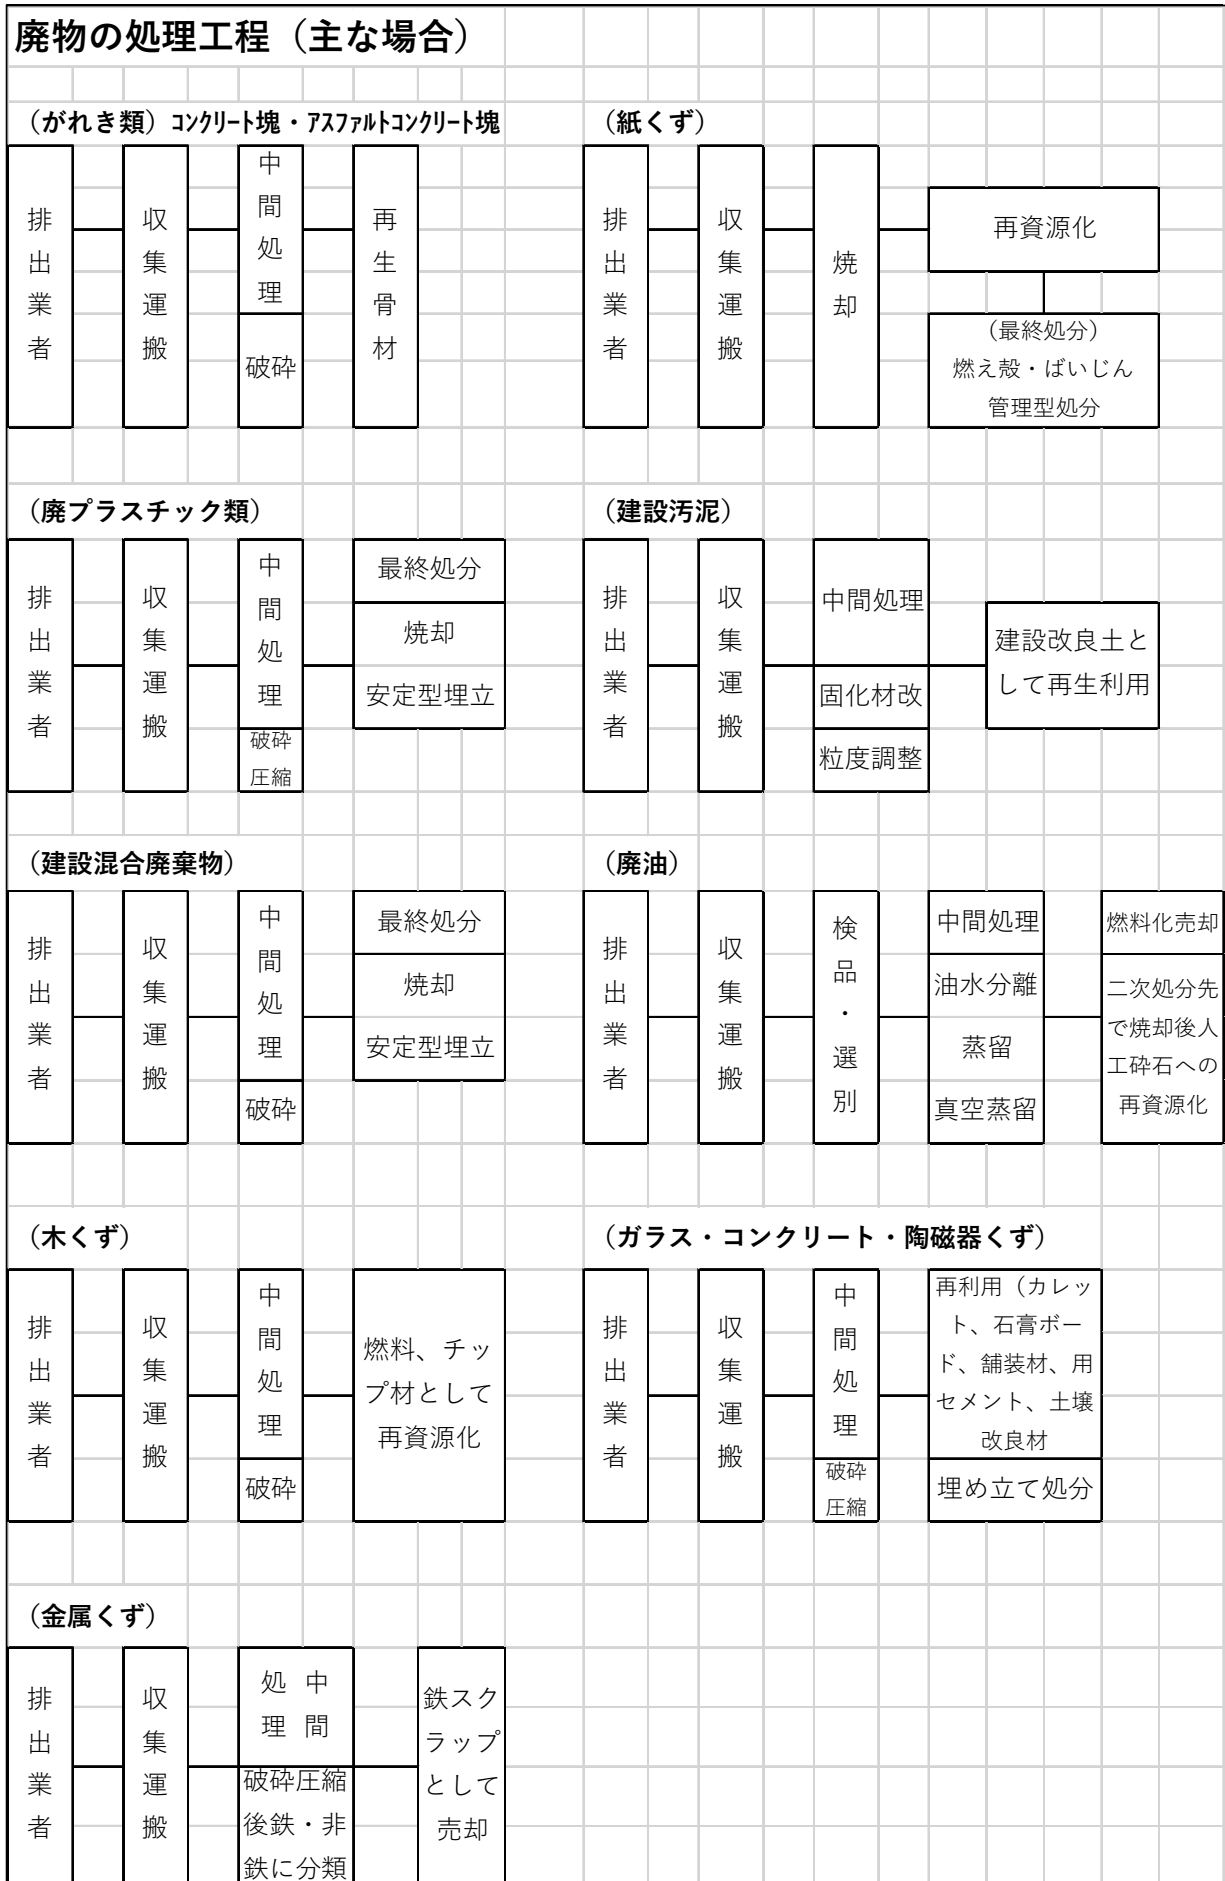 廃物の処理工程（主な場合）
（がれき類）ｺﾝｸﾘｰﾄ塊・ｱｽﾌｧﾙﾄｺﾝｸﾘｰﾄ塊
排出業者
収集運搬
中間処理
破砕
再生骨材
（紙くず）
排出業者
収集運搬
焼却
再資源化
（最終処分）
燃え殻・ばいじん
管理型処分
（廃プラスチック類）
排出業者
収集運搬
中間処理
破砕
圧縮
最終処分
焼却
安定型埋立
（建設汚泥）
排出業者
収集運搬
中間処理
固化材改
粒度調整
建設改良土と
して再生利用
（建設混合廃棄物）
排出業者
収集運搬
中間処理
破砕
最終処分
焼却
安定型埋立
（廃油）
排出業者
収集運搬
検品・選別
中間処理
油水分離
蒸留
真空蒸留
燃料化売却
二次処分先
で焼却後人
工砕石への
再資源化
（木くず）
排出業者
収集運搬
中間処理
破砕
燃料、チッ
プ材として
再資源化
（ガラス・コンクリート・陶磁器くず）
排出業者
収集運搬
中間処理
破砕
圧縮
再利用（カレッ
ト、石膏ボー
ド、舗装材、用
セメント、土壌
改良材
埋め立て処分
（金属くず）
排出業者
収集運搬
中間
処理
破砕圧縮
後鉄・非
鉄に分類
鉄スク
ラップ
として
売却